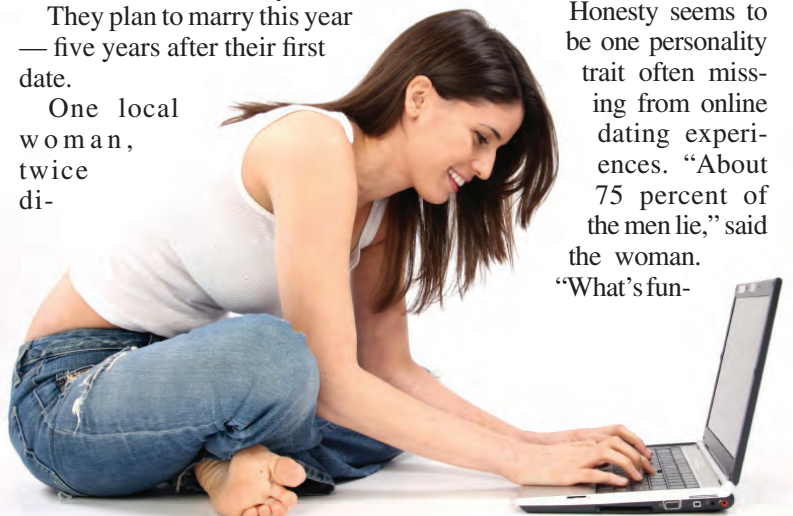 They plan to marry this year
— five years after their first
date.
One local
woman,
twice
di-
Honesty seems to
be one personality
trait often miss-
ing from online
dating experi-
ences. “About
75 percent of
the men lie,” said
the woman.
“What’s fun-